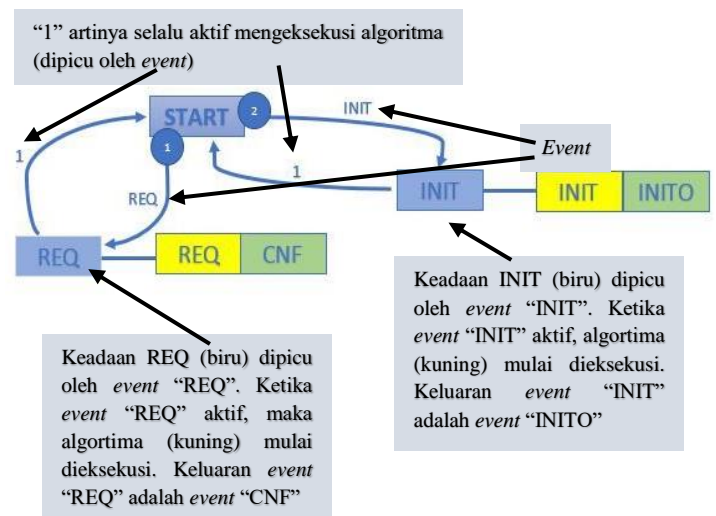 “1” artinya selalu aktif mengeksekusi algoritma
(dipicu oleh event)
START
2
INIT
1
1
Event
1
REQ
INIT
INIT
INITO
REQ
REQ
CNF
Keadaan INIT (biru) dipicu
oleh event “INIT”. Ketika
event “INIT” aktif, algortima
(kuning) mulai dieksekusi.
Keluaran event “INIT”
adalah event “INITO”
Keadaan REQ (biru) dipicu
oleh event “REQ”. Ketika
event “REQ” aktif, maka
algortima (kuning) mulai
dieksekusi. Keluaran event
“REQ” adalah event “CNF”